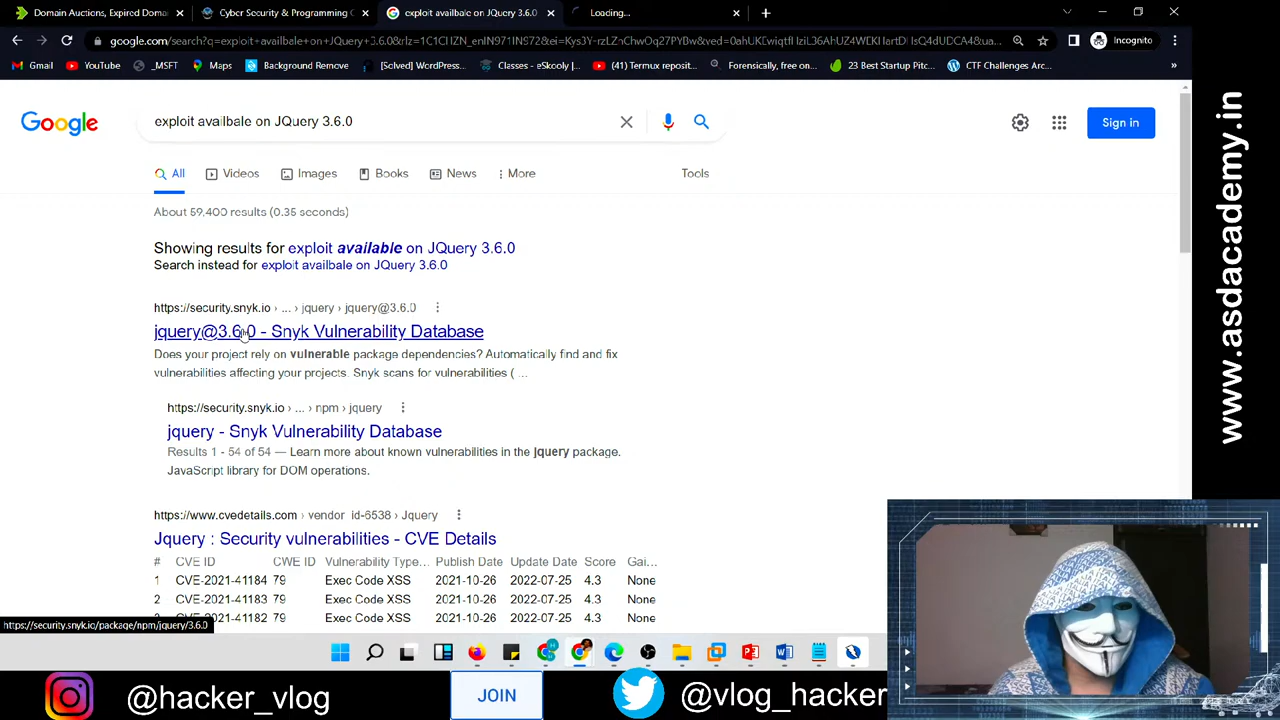 Domain Auctions, Expired Doma
Cyber Security & Programming C
exploit availbale on JQuery 3.6.0
Loading...
Incognito
Gmail
YouTube
_MSFT
Maps
Background Remove
[Solved] WordPress...
Classes - eSkooly |...
(41) Termux reposit...
Forensically, free on...
23 Best Startup Pitc...
CTF Challenges Arc...
Google
exploit availbale on JQuery 3.6.0
Sign in
All
Videos
Images
Books
News
More
Tools
About 59,400 results (0.35 seconds)
Showing results for exploit available on JQuery 3.6.0
Search instead for exploit availbale on JQuery 3.6.0
https://security.snyk.io › ... › jquery › jquery@3.6.0
jquery@3.6.0 - Snyk Vulnerability Database
Does your project rely on vulnerable package dependencies? Automatically find and fix
vulnerabilities affecting your projects. Snyk scans for vulnerabilities ( ...
https://security.snyk.io › ... › npm › jquery
jquery - Snyk Vulnerability Database
Results 1 - 54 of 54 — Learn more about known vulnerabilities in the jquery package.
JavaScript library for DOM operations.
https://www.cvedetails.com › vendor_id-6538 › Jquery
Jquery : Security vulnerabilities - CVE Details
# CVE ID CWE ID Vulnerability Type... Publish Date Update Date Score Gai...
1 CVE-2021-41184 79 Exec Code XSS 2021-10-26 2022-07-25 4.3 None
2 CVE-2021-41183 79 Exec Code XSS 2021-10-26 2022-07-25 4.3 None
CVE-2021-41182 79 Exec Code XSS 2021-10-26 2022-07-25 4.3 None
https://security.snyk.io/package/npm/jquery/3.6.0
www.asdacademy.in
@hacker_vlog
JOIN
@vlog_hacker